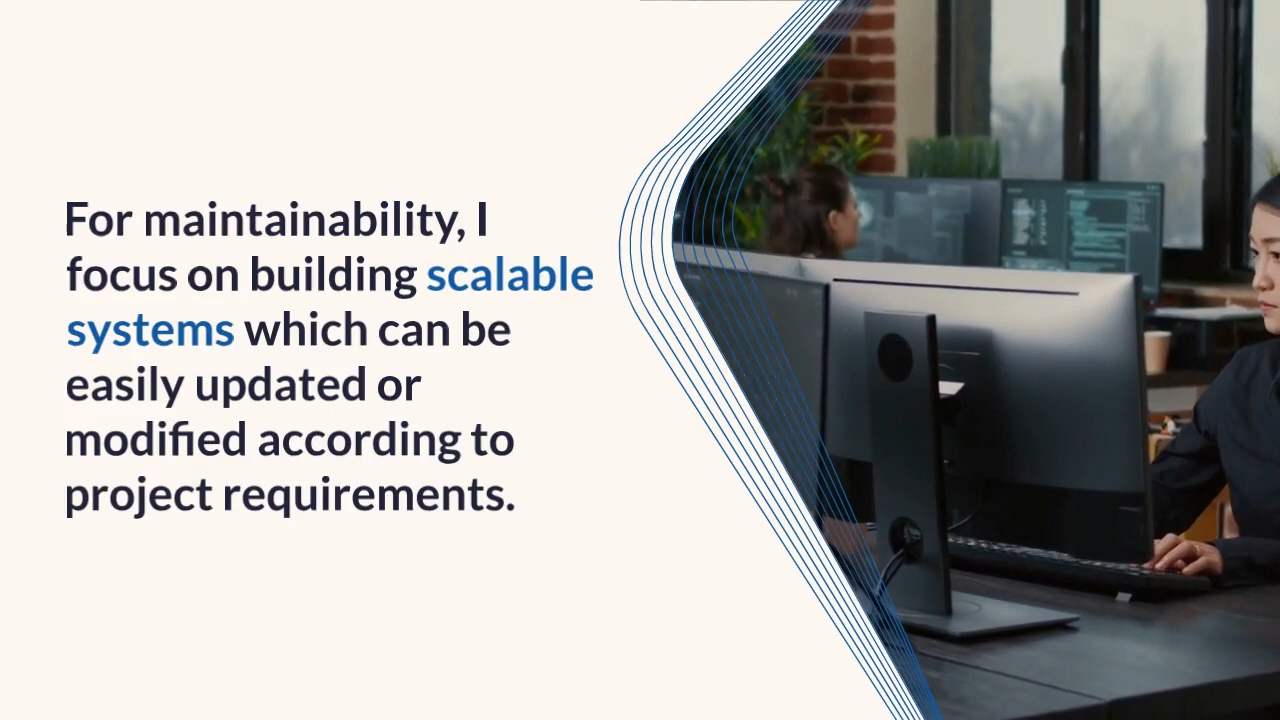 For maintainability, I
focus on building scalable
systems which can be
easily updated or
modified according to
project requirements.